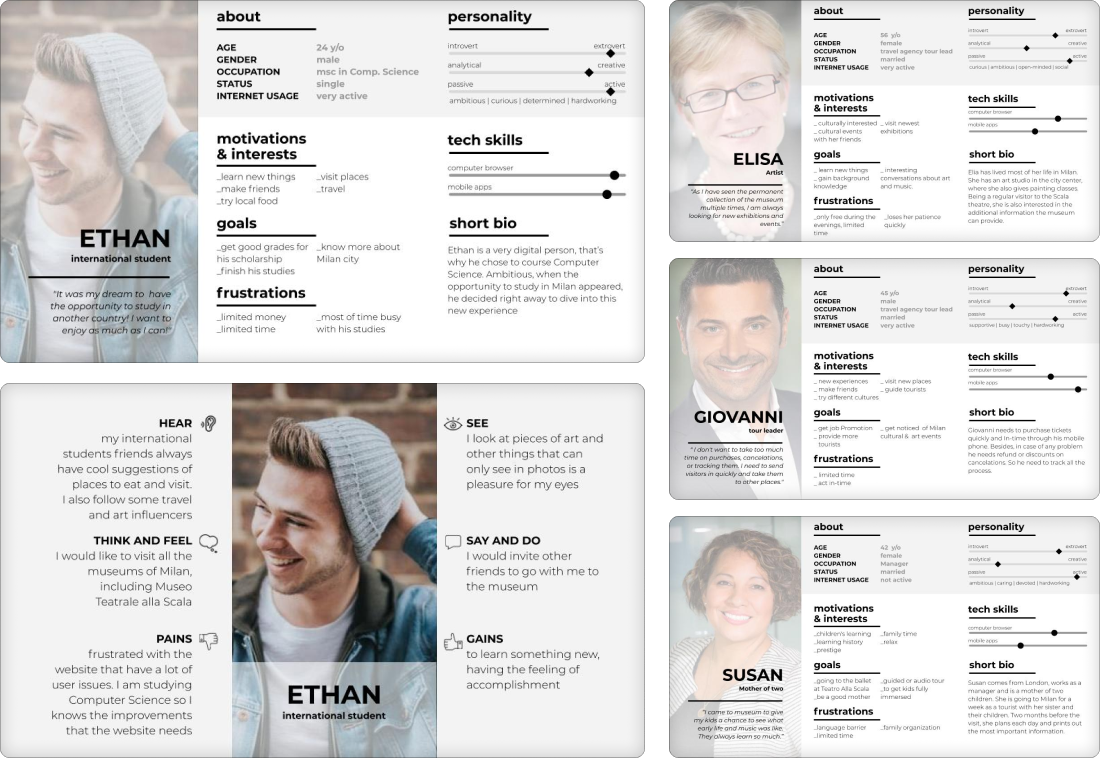 ETHAN
international student
"It was my dream to have
the opportunity to study in
another country! I want to
enjoy as much as I can!"
about
AGE 24 y/o
GENDER male
OCCUPATION msc in Comp. Science
STATUS single
INTERNET USAGE very active
personality
introvert extrovert
analytical creative
passive active
ambitious | curious | determined | hardworking
motivations
& interests
_learn new things _visit places
_make friends _travel
_try local food
tech skills
computer browser
mobile apps
goals
_get good grades for _know more about
his scholarship Milan city
_finish his studies
frustrations
_limited money _most of time busy
_limited time with his studies
short bio
Ethan is a very digital person, that's
why he chose to course Computer
Science. Ambitious, when the
opportunity to study in Milan appeared,
he decided right away to dive into this
new experience
HEAR
my international
students friends always
have cool suggestions of
places to eat and visit.
I also follow some travel
and art influencers
THINK AND FEEL
I would like to visit all the
museums of Milan,
including Museo
Teatrale alla Scala
PAINS
frustrated with the
website that have a lot of
user issues. I am studying
Computer Science so I
knows the improvements
that the website needs
ETHAN
international student
SEE
I look at pieces of art and
other things that can
only see in photos is a
pleasure for my eyes
SAY AND DO
I would invite other
friends to go with me to
the museum
GAINS
to learn something new,
having the feeling of
accomplishment
ELISA
Artist
"As I have seen the permanent
collection of the museum
multiple times, I am always
looking for new exhibitions and
events."
about
AGE 56 y/o
GENDER female
OCCUPATION travel agency tour lead
STATUS married
INTERNET USAGE very active
personality
introvert extrovert
analytical creative
passive active
curious | ambitious | open-minded | social
motivations
& interests
_ culturally interested _ visit newest
_ cultural events exhibitions
with her friends
tech skills
computer browser
mobile apps
goals
_ learn new things _ interesting
_ gain background conversations about art
knowledge and music.
frustrations
_only free during the _loses her patience
evenings, limited quickly
time
short bio
Elia has lived most of her life in Milan.
She has an art studio in the city center,
where she also gives painting classes.
Being a regular visitor to the Scala
theatre, she is also interested in the
additional information the museum
can provide.
GIOVANNI
tour leader
" I don't want to take too much
time on purchases, cancelations,
or tracking them, I need to send
visitors in quickly and take them
to other places."
about
AGE 45 y/o
GENDER male
OCCUPATION travel agency tour lead
STATUS married
INTERNET USAGE very active
personality
introvert extrovert
analytical creative
passive active
supportive | busy | touchy | hardworking
motivations
& interests
_ new experiences _ visit new places
_ make friends _ guide tourists
_ try different cultures
tech skills
computer browser
mobile apps
goals
_ get job Promotion _ get noticed of Milan
_ provide more cultural & art events
tourists
frustrations
_ limited time
_ act in-time
short bio
Giovanni needs to purchase tickets
quickly and In-time through his mobile
phone. Besides, in case of any problem
he needs refund or discounts on
cancelations. So he need to track all the
process.
SUSAN
Mother of two
"I came to museum to give
my kids a chance to see what
early life and music was like.
They always learn so much."
about
AGE 42 y/o
GENDER female
OCCUPATION Manager
STATUS married
INTERNET USAGE not active
personality
introvert extrovert
analytical creative
passive active
ambitious | caring | devoted | hardworking
motivations
& interests
_children's learning _family time
_learning history _relax
_prestige
tech skills
computer browser
mobile apps
goals
_going to the ballet _guided or audio tour
at Teatro Alla Scala _to get kids fully
_be a good mother immersed
frustrations
_language barrier _family organization
_limited time
short bio
Susan comes from London, works as a
manager and is a mother of two
children. She is going to Milan for a
week as a tourist with her sister and
their children. Two months before the
visit, she plans each day and prints out
the most important information.